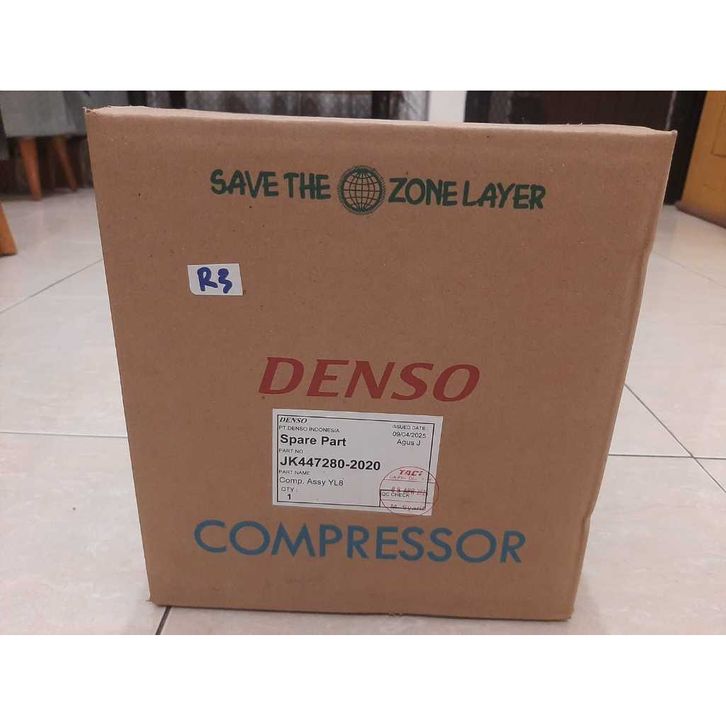 SAVE THE ZONE LAYER
R3
DENSO
DENSO
PT.DENSO INDONESIA
ISSUED DATE
09/04/2025
Spare Part
Agus J
PART NO
JK447280-2020
PART NAME
Comp. Assy YL8
QTY :
1
QC CHECK
COMPRESSOR